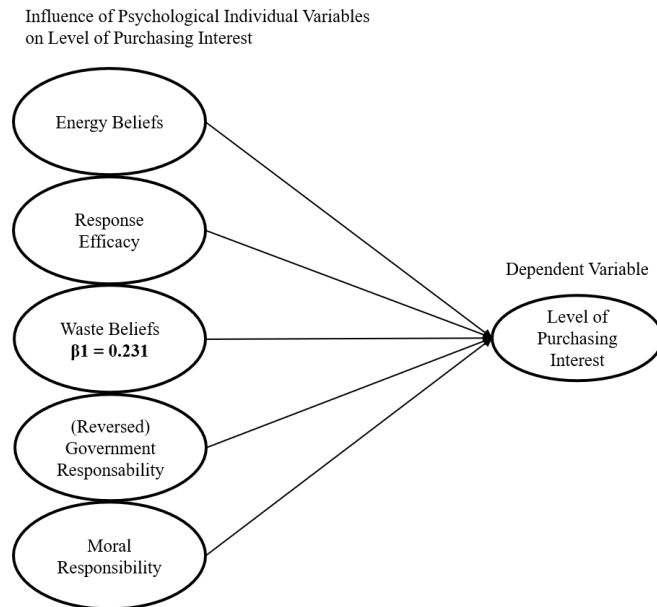 Influence of Psychological Individual Variables
on Level of Purchasing Interest
Energy Beliefs
Response
Efficacy
Waste Beliefs
β1 = 0.231
(Reversed)
Government
Responsability
Moral
Responsibility
Dependent Variable
Level of
Purchasing
Interest